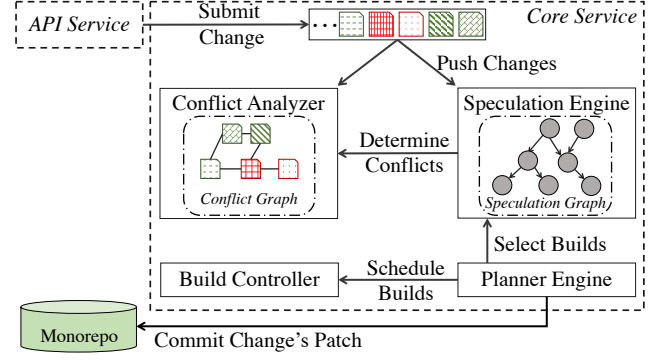 API Service
Submit
Change
...
Core Service
Push Changes
Conflict Analyzer
Conflict Graph
Determine
Conflicts
Speculation Engine
Speculation Graph
Select Builds
Build Controller
Schedule
Builds
Planner Engine
Monorepo
Commit Change's Patch